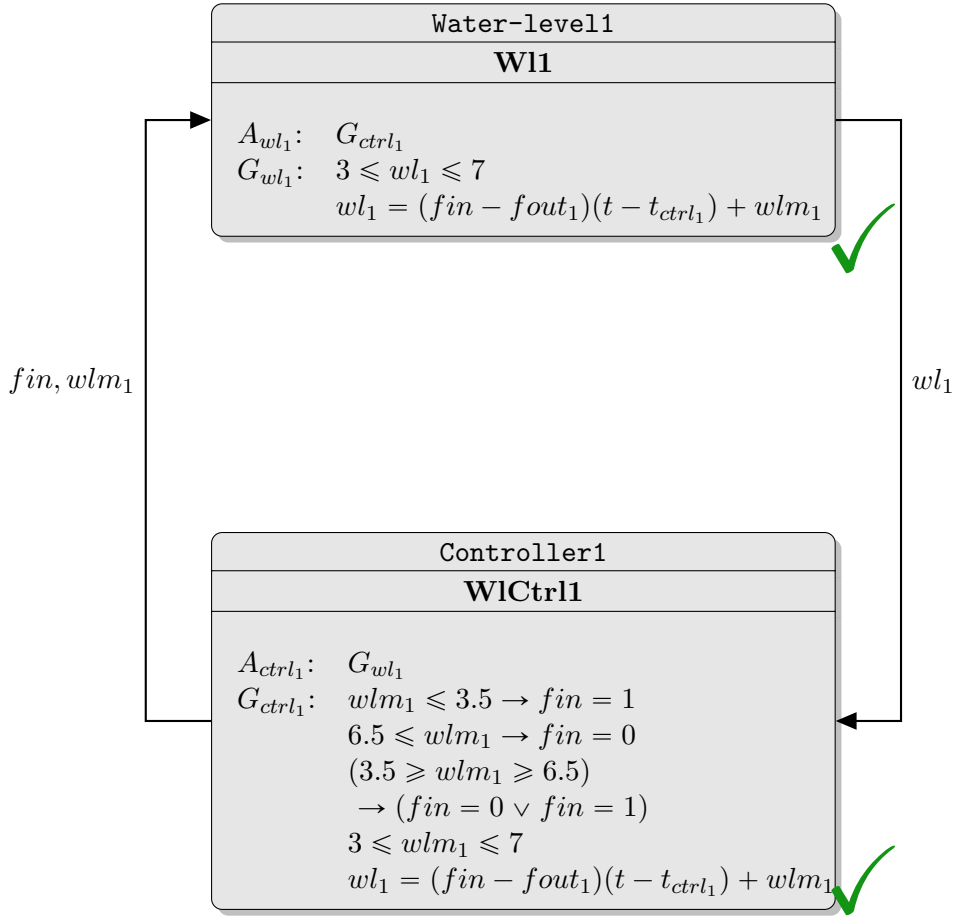 Water-level1
Wl1
A_{wl_1}: G_{ctrl_1}
G_{wl_1}: 3 ⩽ wl_1 ⩽ 7
wl_1 = (fin − fout_1)(t − t_{ctrl_1}) + wlm_1
fin, wlm_1
wl_1
Controller1
WlCtrl1
A_{ctrl_1}: G_{wl_1}
G_{ctrl_1}: wlm_1 ⩽ 3.5 → fin = 1
6.5 ⩽ wlm_1 → fin = 0
(3.5 ⩾ wlm_1 ⩾ 6.5)
→ (fin = 0 ∨ fin = 1)
3 ⩽ wlm_1 ⩽ 7
wl_1 = (fin − fout_1)(t − t_{ctrl_1}) + wlm_1